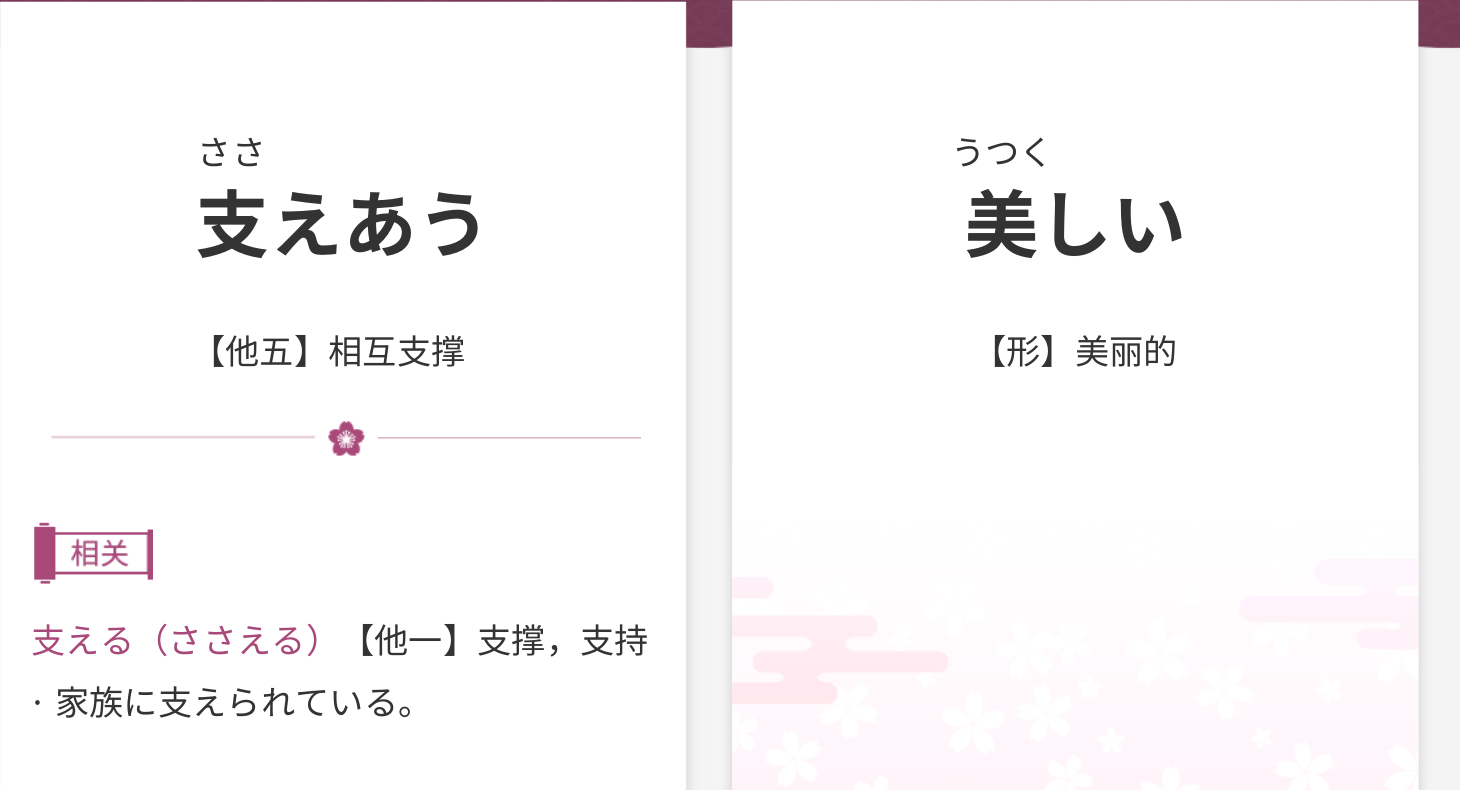 ささ
支えあう
【他五】相互支撑
相关
支える（ささえる）【他一】支撑，支持
· 家族に支えられている。
うつく
美しい
【形】美丽的